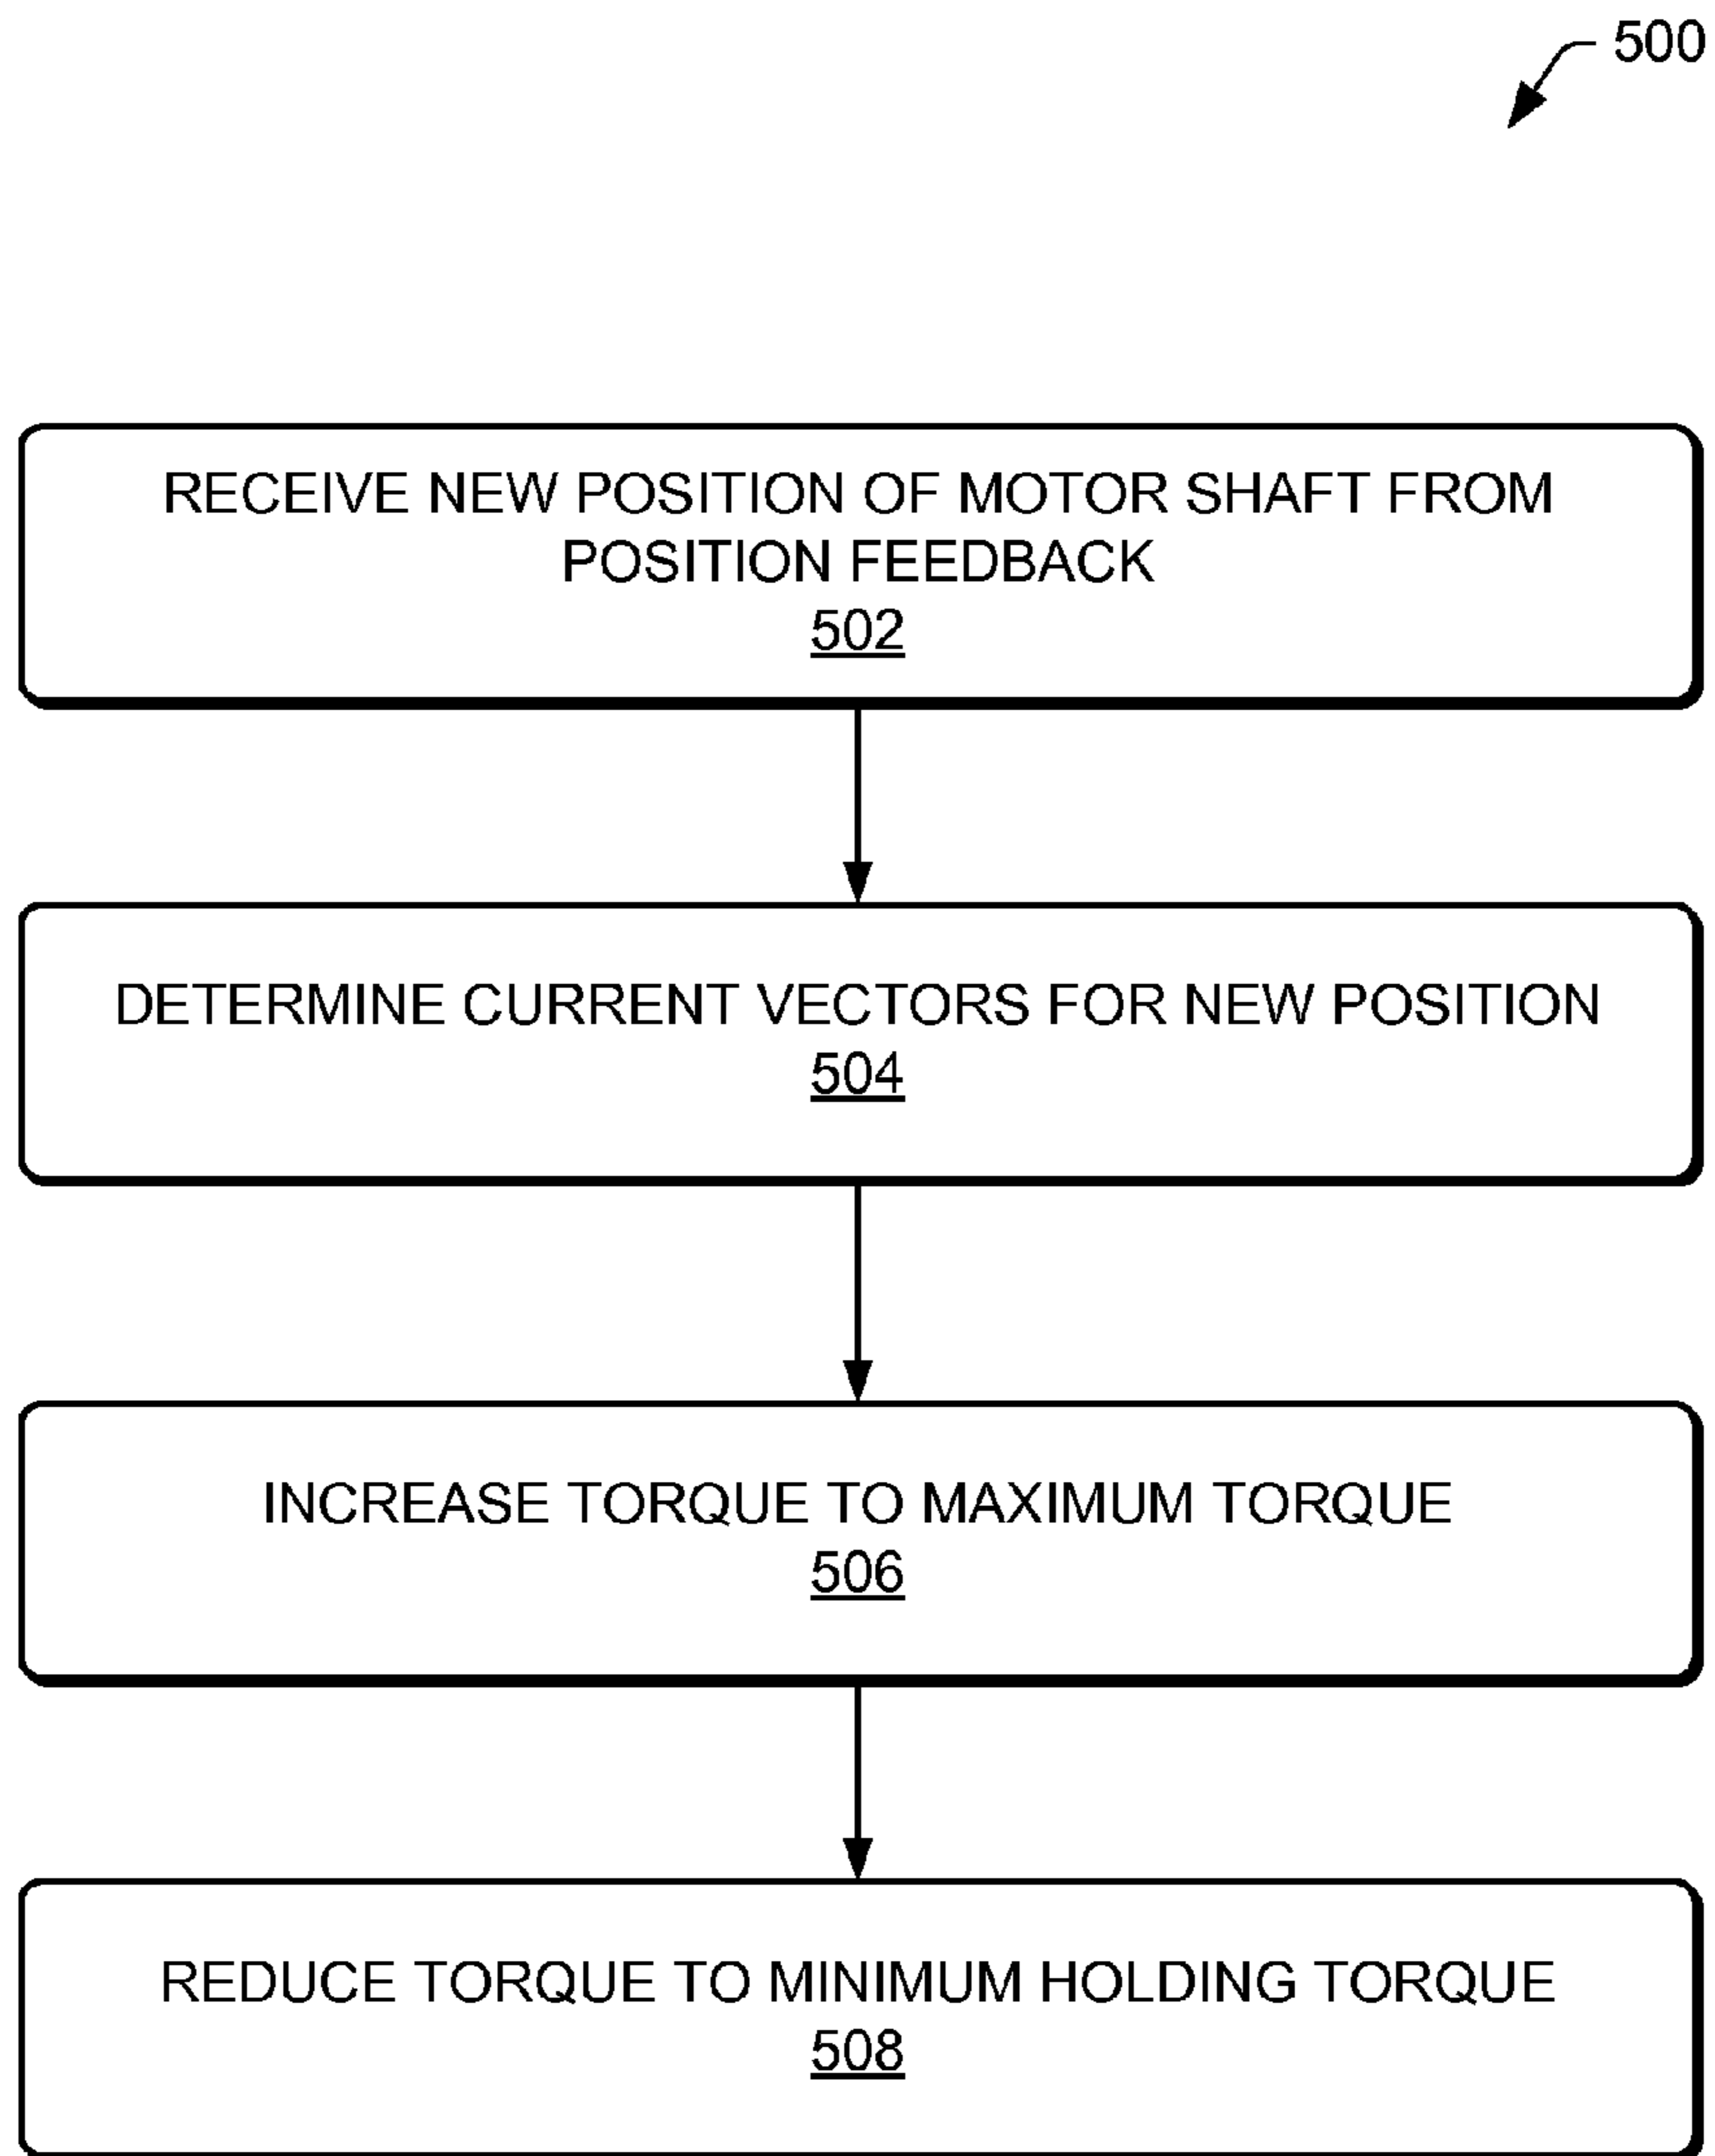 500
RECEIVE NEW POSITION OF MOTOR SHAFT FROM
POSITION FEEDBACK
502
DETERMINE CURRENT VECTORS FOR NEW POSITION
504
INCREASE TORQUE TO MAXIMUM TORQUE
506
REDUCE TORQUE TO MINIMUM HOLDING TORQUE
508